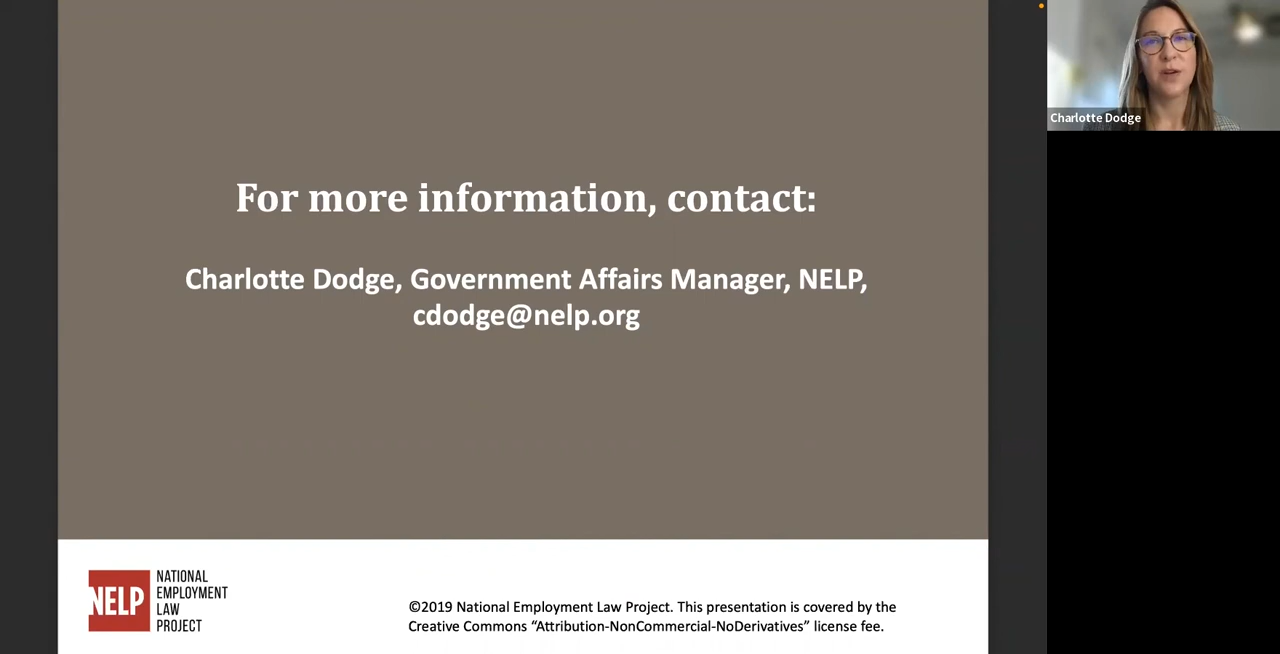 For more information, contact:
Charlotte Dodge, Government Affairs Manager, NELP,
cdodge@nelp.org
Charlotte Dodge
NELP
NATIONAL
EMPLOYMENT
LAW
PROJECT
©2019 National Employment Law Project. This presentation is covered by the
Creative Commons “Attribution-NonCommercial-NoDerivatives” license fee.